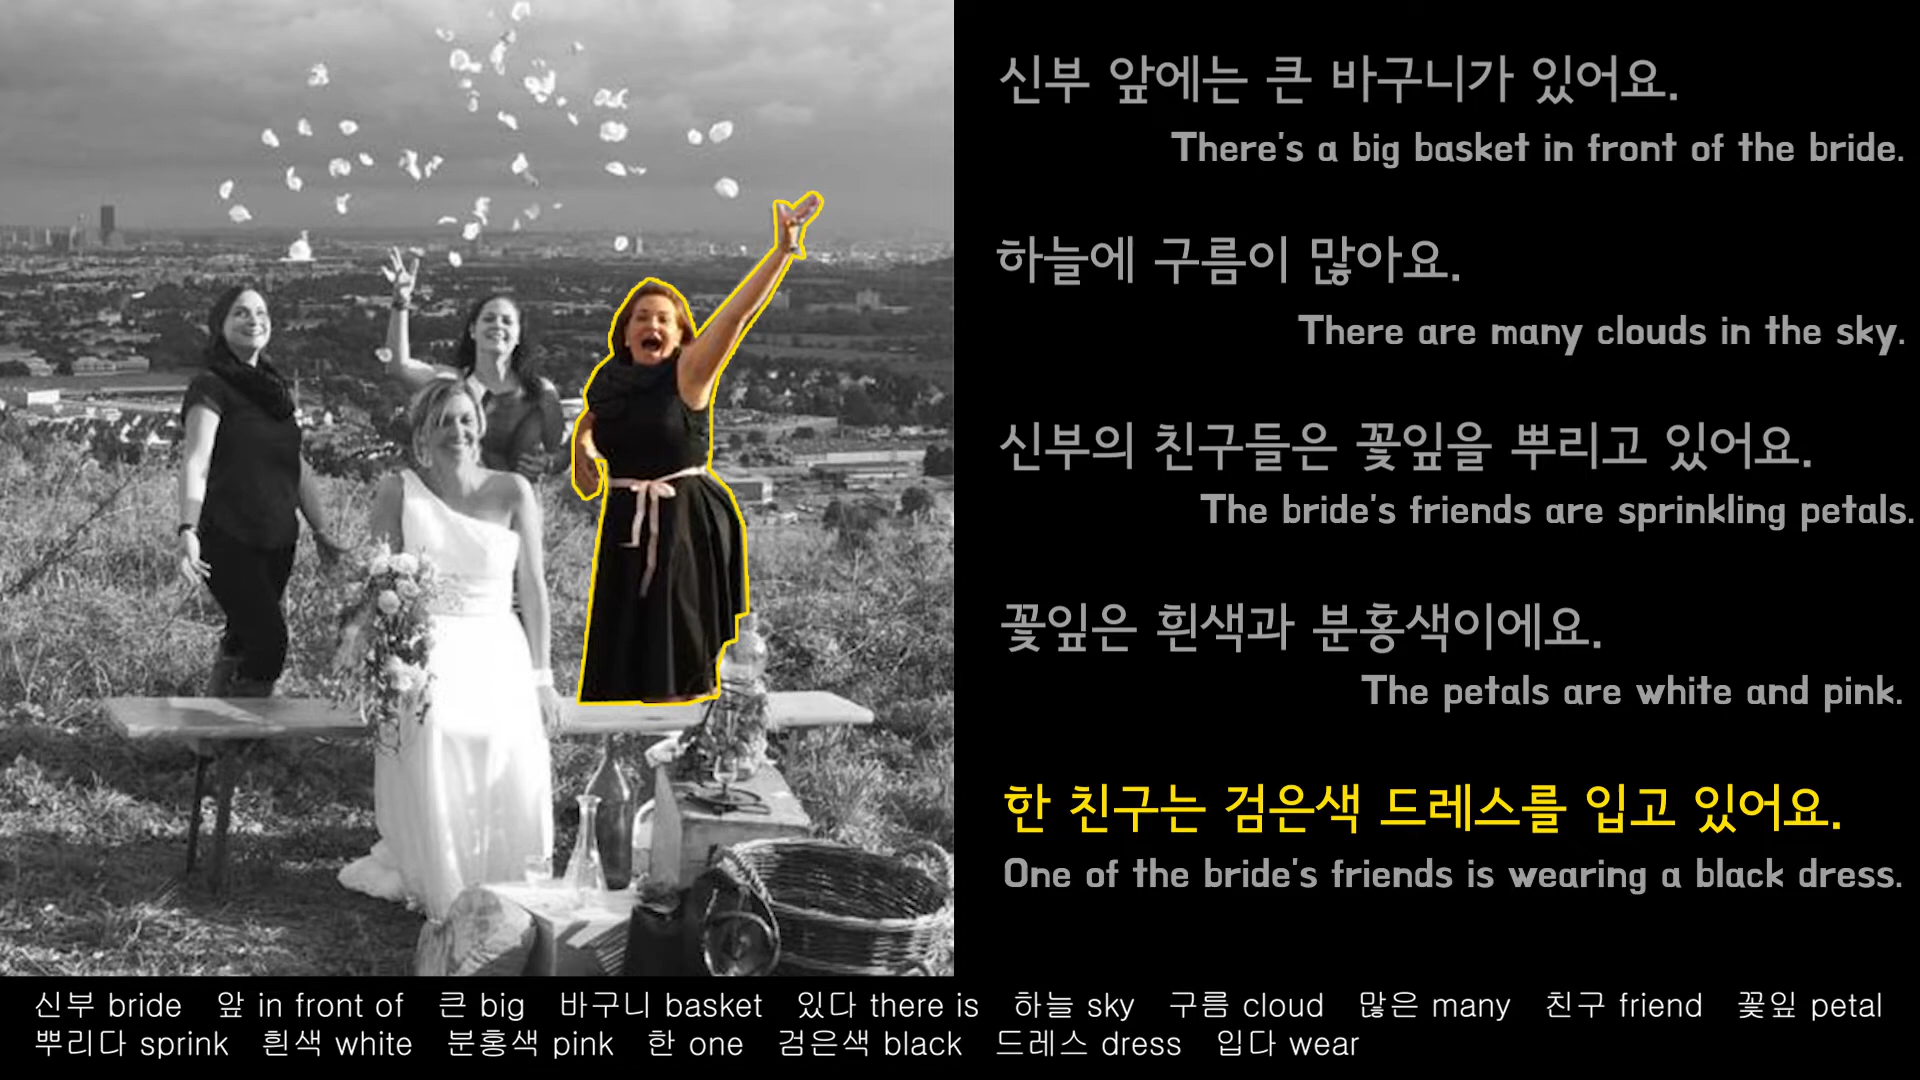 신부 앞에는 큰 바구니가 있어요.
There's a big basket in front of the bride.
하늘에 구름이 많아요.
There are many clouds in the sky.
신부의 친구들은 꽃잎을 뿌리고 있어요.
The bride's friends are sprinkling petals.
꽃잎은 흰색과 분홍색이에요.
The petals are white and pink.
한 친구는 검은색 드레스를 입고 있어요.
One of the bride's friends is wearing a black dress.
신부 bride 앞 in front of 큰 big 바구니 basket 있다 there is 하늘 sky 구름 cloud 많은 many 친구 friend 꽃잎 petal
뿌리다 sprink 흰색 white 분홍색 pink 한 one 검은색 black 드레스 dress 입다 wear